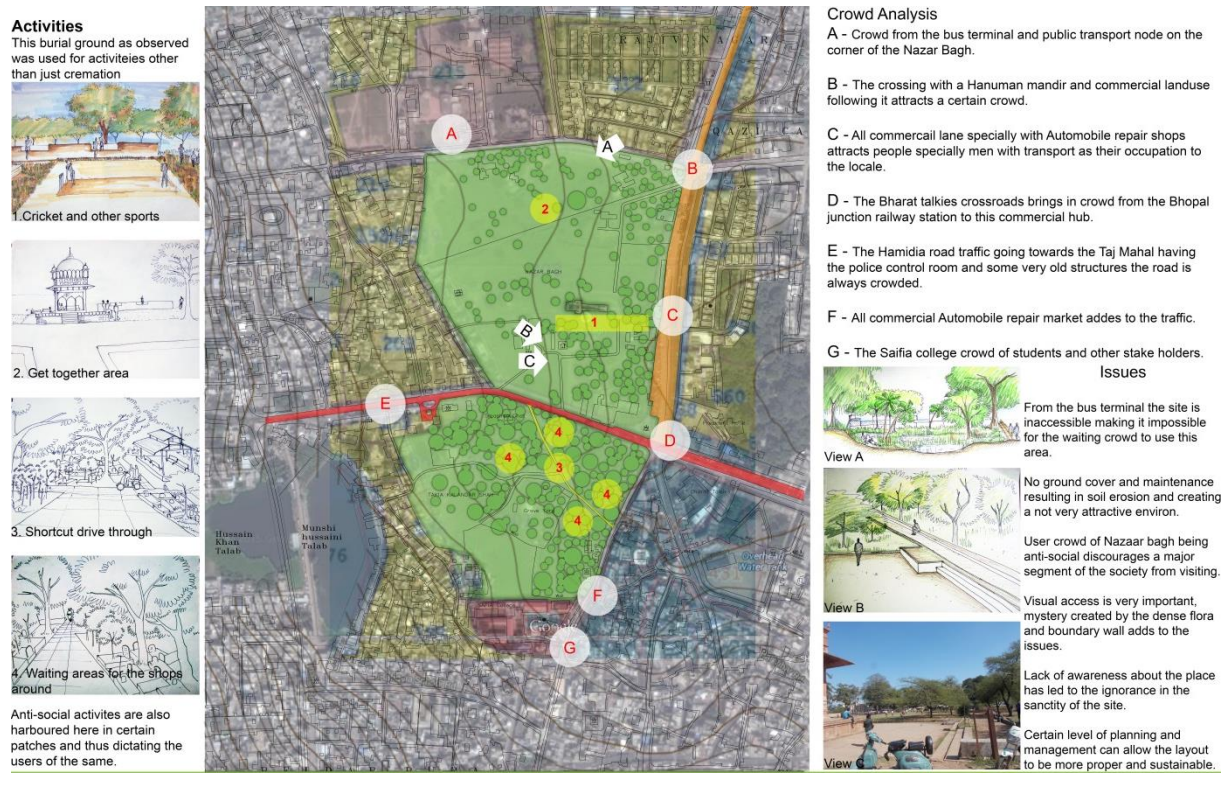 Activities
This burial ground as observed
was used for activiteies other
than just cremation
1.Cricket and other sports
2. Get together area
3. Shortcut drive through
4. Waiting areas for the shops
around
Anti-social activites are also
harboured here in certain
patches and thus dictating the
users of the same.
RAJIV NAGAR
A
A
B
2
NAZAR BAGH
1
C
B
C
E
D
4
4
3
4
4
Hussain
Khan
Talab
Munshi
hussaini
Talab
76
Overhead
Water Tank
F
G
Crowd Analysis
A - Crowd from the bus terminal and public transport node on the
corner of the Nazar Bagh.
B - The crossing with a Hanuman mandir and commercial landuse
following it attracts a certain crowd.
C - All commercail lane specially with Automobile repair shops
attracts people specially men with transport as their occupation to
the locale.
D - The Bharat talkies crossroads brings in crowd from the Bhopal
junction railway station to this commercial hub.
E - The Hamidia road traffic going towards the Taj Mahal having
the police control room and some very old structures the road is
always crowded.
F - All commercial Automobile repair market addes to the traffic.
G - The Saifia college crowd of students and other stake holders.
Issues
View A
From the bus terminal the site is
inaccessible making it impossible
for the waiting crowd to use this
area.
No ground cover and maintenance
resulting in soil erosion and creating
a not very attractive environ.
View B
User crowd of Nazaar bagh being
anti-social discourages a major
segment of the society from visiting.
Visual access is very important,
mystery created by the dense flora
and boundary wall adds to the
issues.
Lack of awareness about the place
has led to the ignorance in the
sanctity of the site.
View C
Certain level of planning and
management can allow the layout
to be more proper and sustainable.